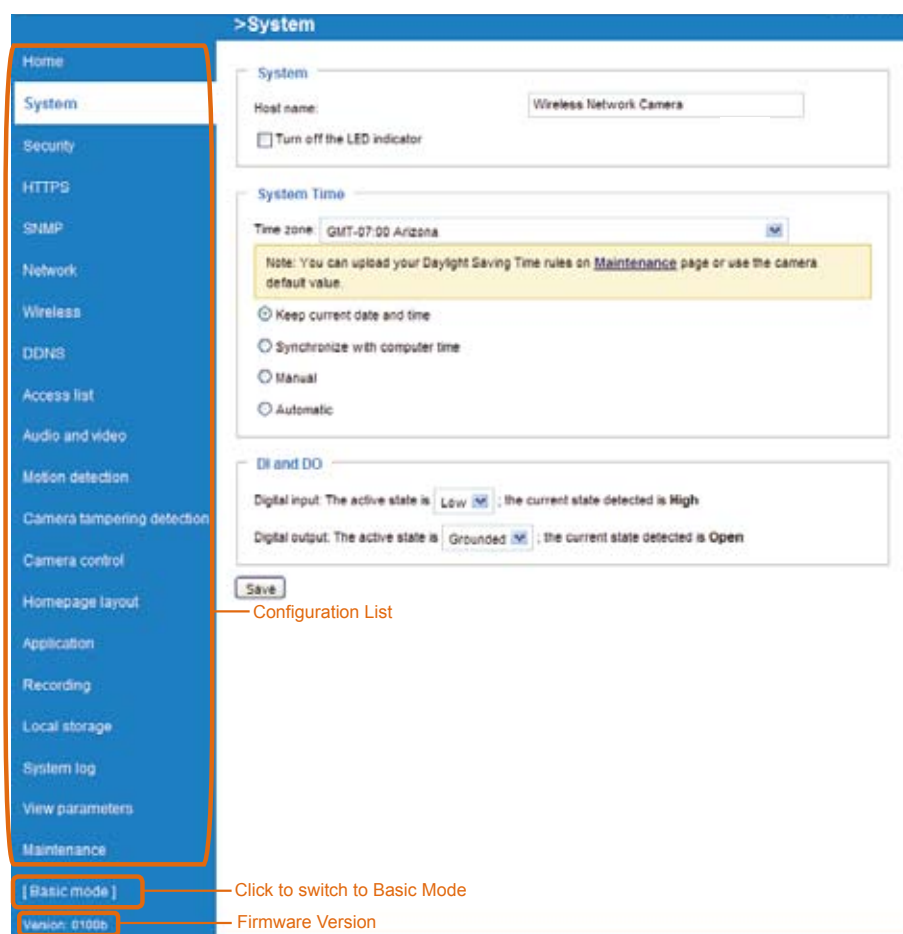 >System
Home
System
Security
HTTPS
SNMP
Network
Wireless
DDNS
Access list
Audio and video
Motion detection
Camera tampering detection
Camera control
Homepage layout
Application
Recording
Local storage
System log
View parameters
Maintenance
[ Basic mode ]
Version: 0100b
System
Host name: Wireless Network Camera
Turn off the LED indicator
System Time
Time zone: GMT-07:00 Arizona
Note: You can upload your Daylight Saving Time rules on Maintenance page or use the camera
default value.
Keep current date and time
Synchronize with computer time
Manual
Automatic
DI and DO
Digital input: The active state is Low ; the current state detected is High
Digital output: The active state is Grounded ; the current state detected is Open
Save
Configuration List
Click to switch to Basic Mode
Firmware Version